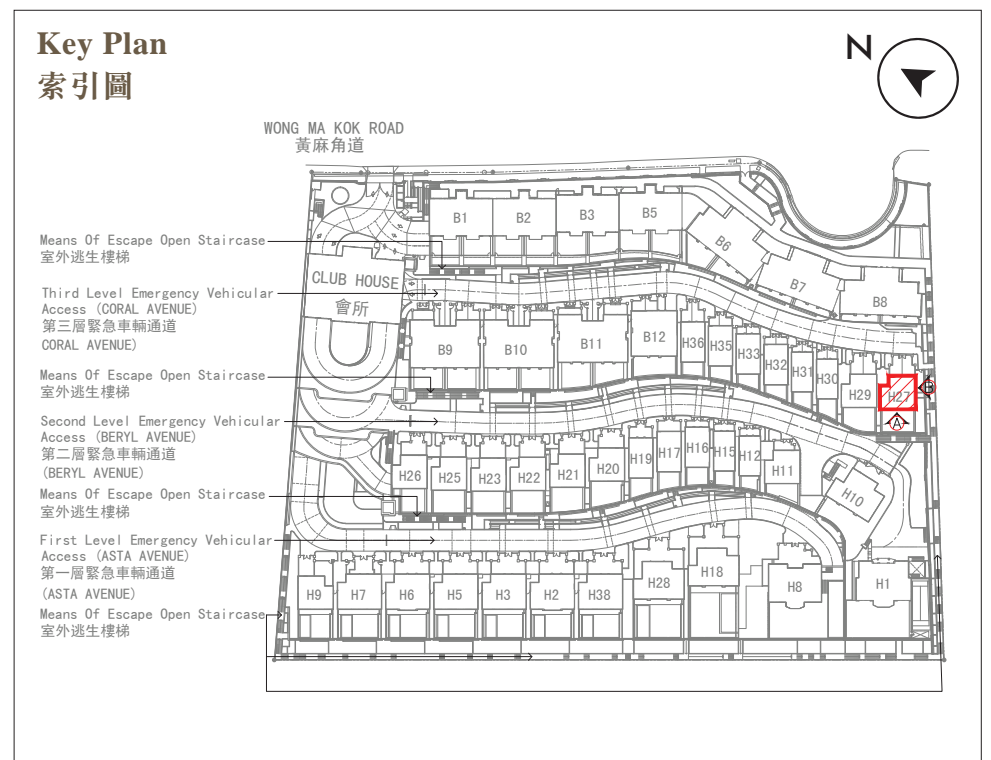 Key Plan
索引圖
N
WONG MA KOK ROAD
黃麻角道
B1
B2
B3
B5
B6
B7
B8
Means Of Escape Open Staircase
室外逃生樓梯
CLUB HOUSE
會所
Third Level Emergency Vehicular
Access (CORAL AVENUE)
第三層緊急車輛通道
CORAL AVENUE)
B9
B10
B11
B12
H36
H35
H33
H32
H31
H30
H29
H27
B
A
Means Of Escape Open Staircase
室外逃生樓梯
Second Level Emergency Vehicular
Access (BERYL AVENUE)
第二層緊急車輛通道
(BERYL AVENUE)
H26
H25
H23
H22
H21
H20
H19
H17
H16
H15
H12
H11
H10
Means Of Escape Open Staircase
室外逃生樓梯
First Level Emergency Vehicular
Access (ASTA AVENUE)
第一層緊急車輛通道
(ASTA AVENUE)
H9
H7
H6
H5
H3
H2
H38
H28
H18
H8
H1
Means Of Escape Open Staircase
室外逃生樓梯